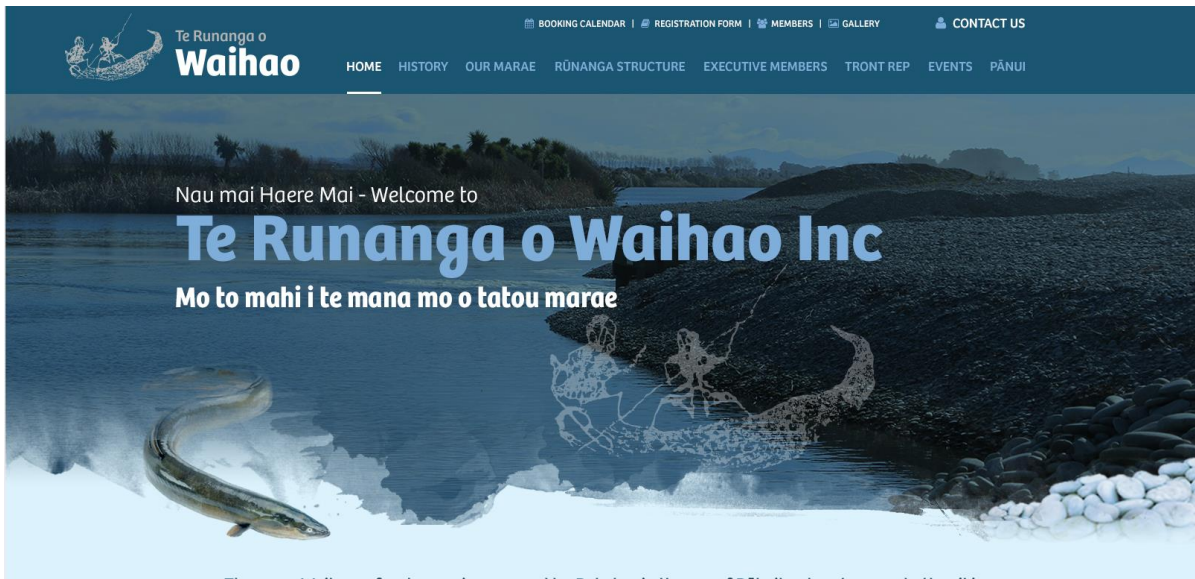 BOOKING CALENDAR | REGISTRATION FORM | MEMBERS | GALLERY CONTACT US
Te Runanga o
Waihao
HOME HISTORY OUR MARAE RŪNANGA STRUCTURE EXECUTIVE MEMBERS TRONT REP EVENTS PĀNUI
Nau mai Haere Mai - Welcome to
Te Runanga o Waihao Inc
Mo to mahi i te mana mo o tatou marae